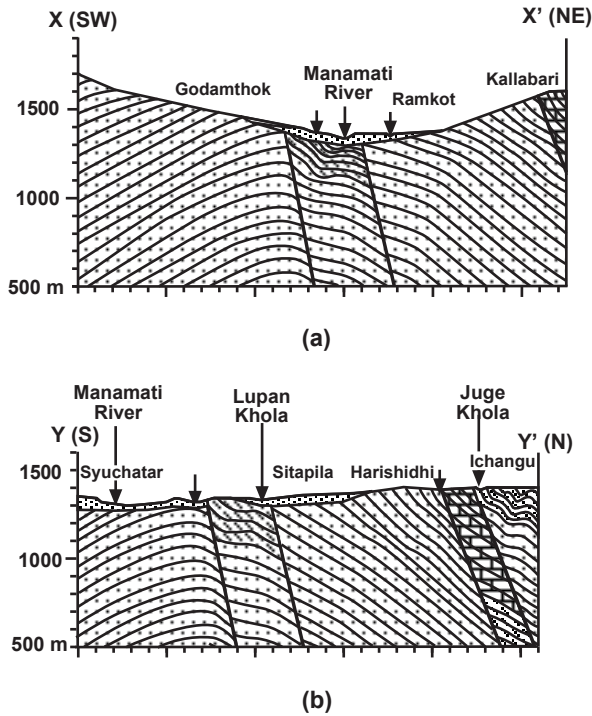 X (SW)
X' (NE)
Godamthok
Manamati
River
Ramkot
Kallabari
1500
1000
500 m
(a)
Manamati
River
Lupan
Khola
Juge
Khola
Y (S)
Y' (N)
Syuchatar
Sitapila
Harishidhi
Ichangu
1500
1000
500 m
(b)